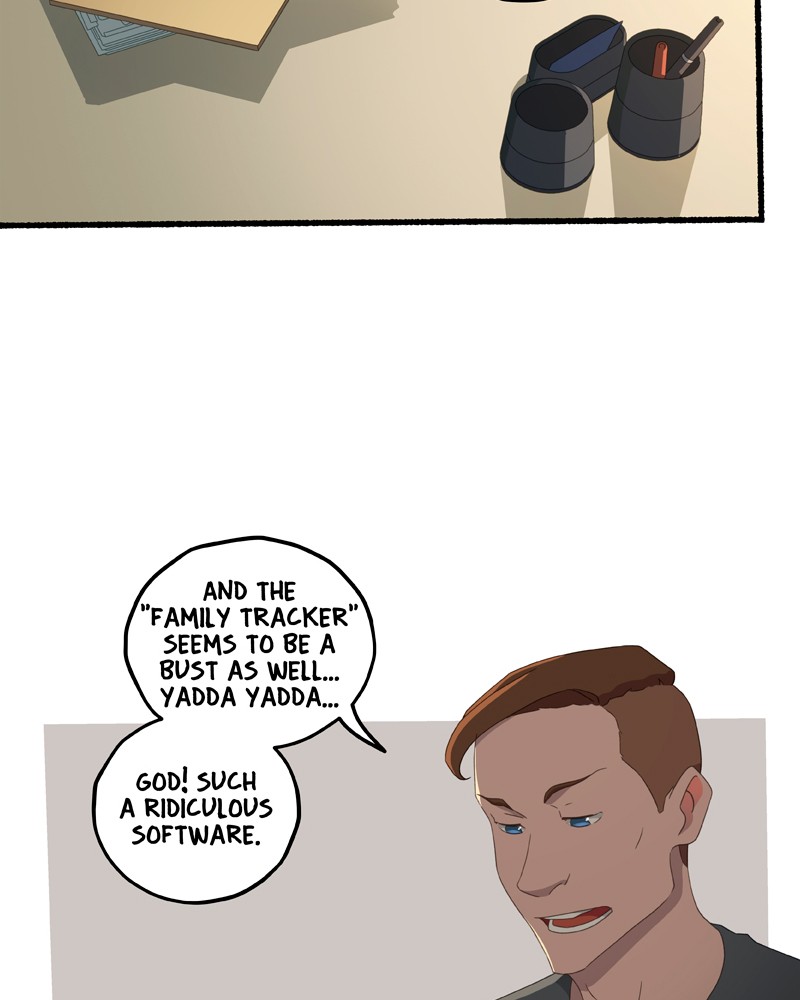 AND THE
"FAMILY TRACKER"
SEEMS TO BE A
BUST AS WELL...
YADDA YADDA...
GOD! SUCH
A RIDICULOUS
SOFTWARE.